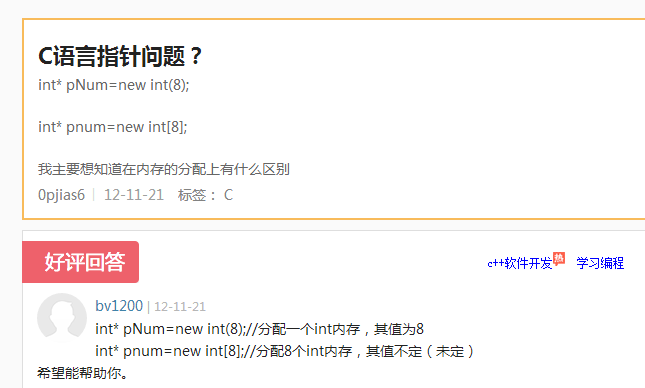 C语言指针问题？
int* pNum=new int(8);
int* pnum=new int[8];
我主要想知道在内存的分配上有什么区别
0pjias6 | 12-11-21 标签： C
好评回答
c++软件开发 热 学习编程
bv1200 | 12-11-21
int* pNum=new int(8);//分配一个int内存，其值为8
int* pnum=new int[8];//分配8个int内存，其值不定（未定）
希望能帮助你。